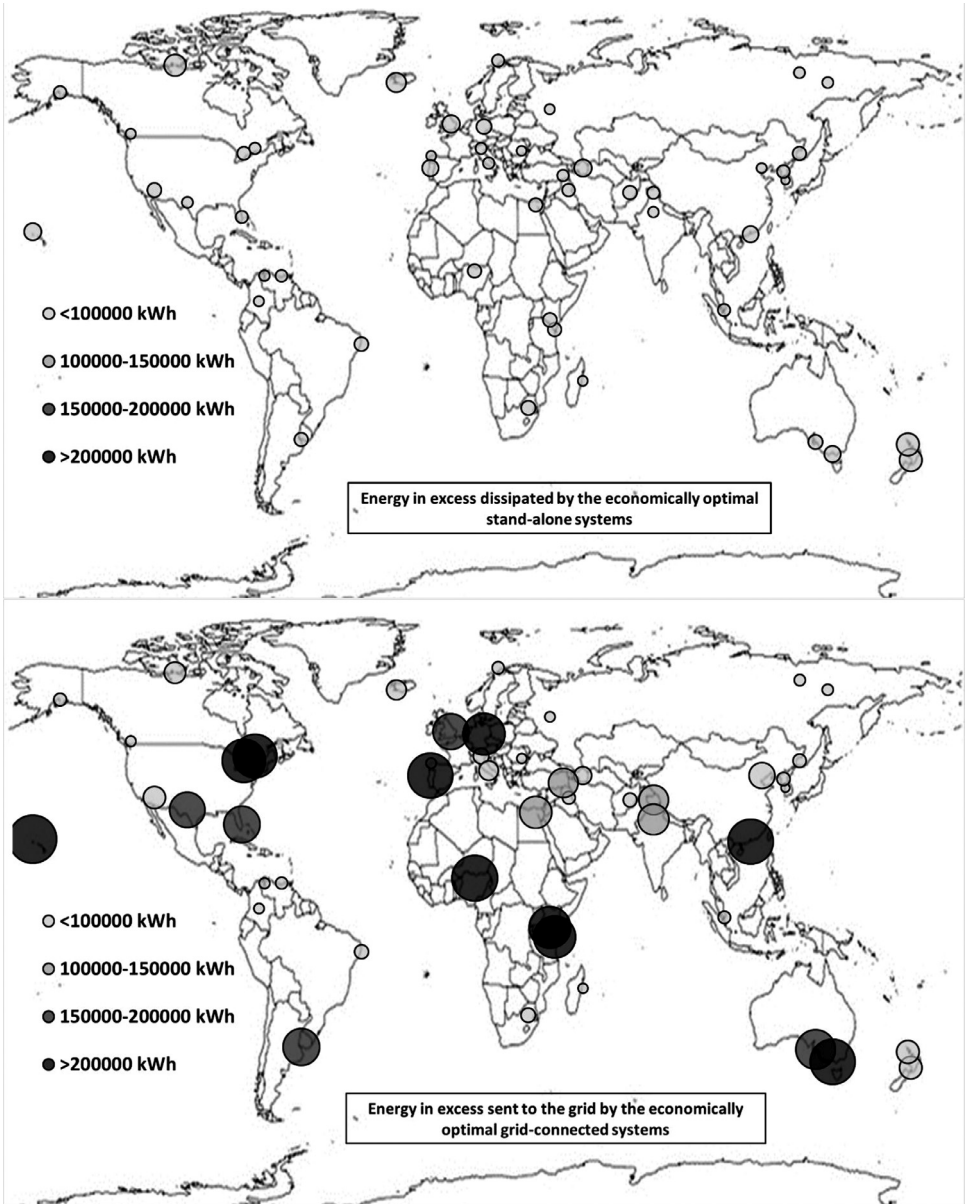 <100000 kWh
100000-150000 kWh
150000-200000 kWh
>200000 kWh
Energy in excess dissipated by the economically optimal
stand-alone systems
<100000 kWh
100000-150000 kWh
150000-200000 kWh
>200000 kWh
Energy in excess sent to the grid by the economically
optimal grid-connected systems